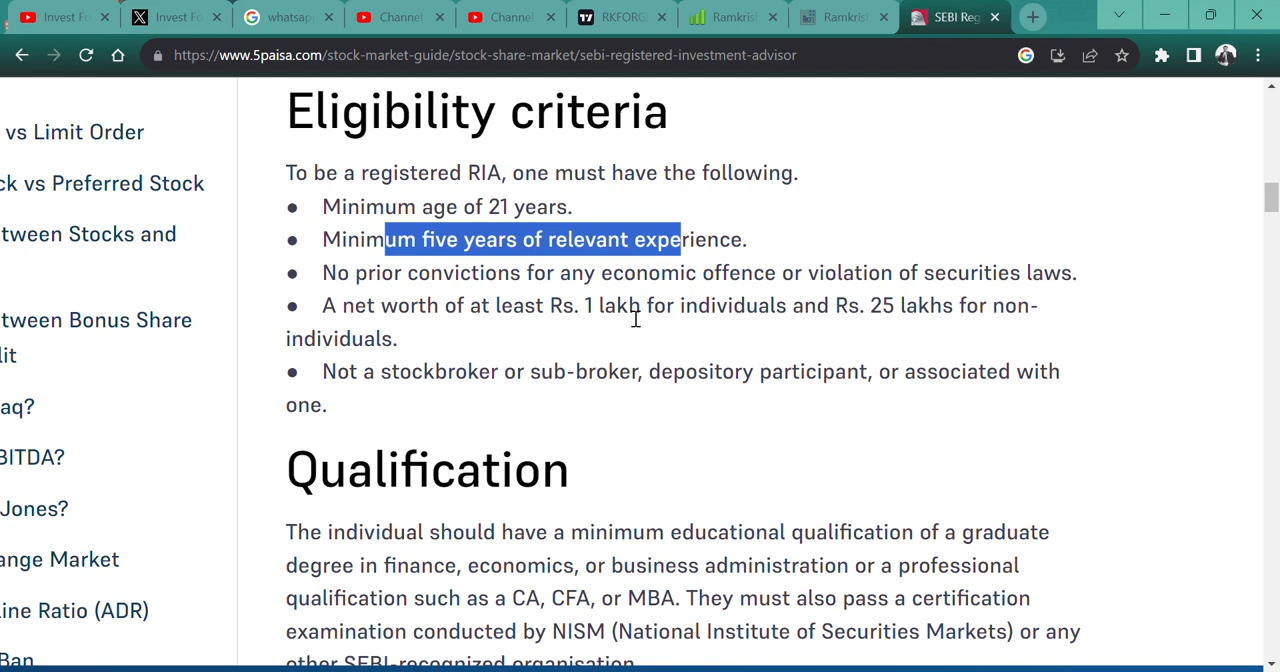 Invest Fo
Invest Fo
whatsap
Channel
Channel
RKFORG
Ramkris
Ramkris
SEBI Reg
https://www.5paisa.com/stock-market-guide/stock-share-market/sebi-registered-investment-advisor
vs Limit Order
ck vs Preferred Stock
tween Stocks and
tween Bonus Share
lit
aq?
BITDA?
Jones?
ange Market
ine Ratio (ADR)
Ban
Eligibility criteria
To be a registered RIA, one must have the following.
● Minimum age of 21 years.
● Minimum five years of relevant experience.
● No prior convictions for any economic offence or violation of securities laws.
● A net worth of at least Rs. 1 lakh for individuals and Rs. 25 lakhs for non-
individuals.
● Not a stockbroker or sub-broker, depository participant, or associated with
one.
Qualification
The individual should have a minimum educational qualification of a graduate
degree in finance, economics, or business administration or a professional
qualification such as a CA, CFA, or MBA. They must also pass a certification
examination conducted by NISM (National Institute of Securities Markets) or any
other SEBI-recognized organisation